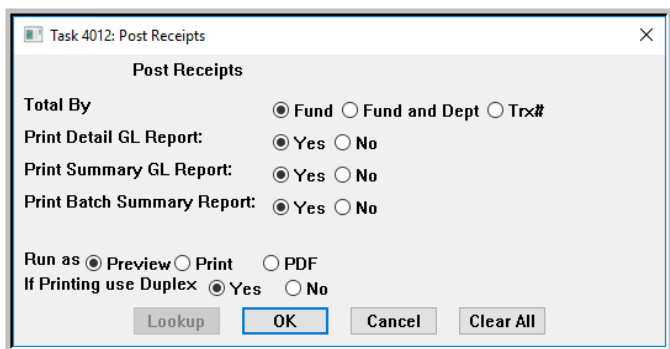 Task 4012: Post Receipts
Post Receipts
Total By Fund Fund and Dept Trx#
Print Detail GL Report: Yes No
Print Summary GL Report: Yes No
Print Batch Summary Report: Yes No
Run as Preview Print PDF
If Printing use Duplex Yes No
Lookup OK Cancel Clear All